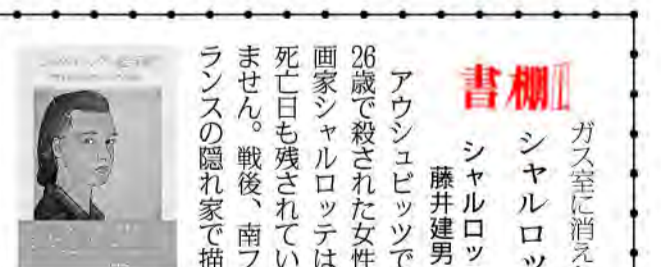 書棚
ガス室に消え
シャルロッ
シャルロッ
藤井建男
アウシュビッツで
26歳で殺された女性
画家シャルロッテは
死亡日も残されてい
ません。戦後、南フ
ランスの隠れ家で描